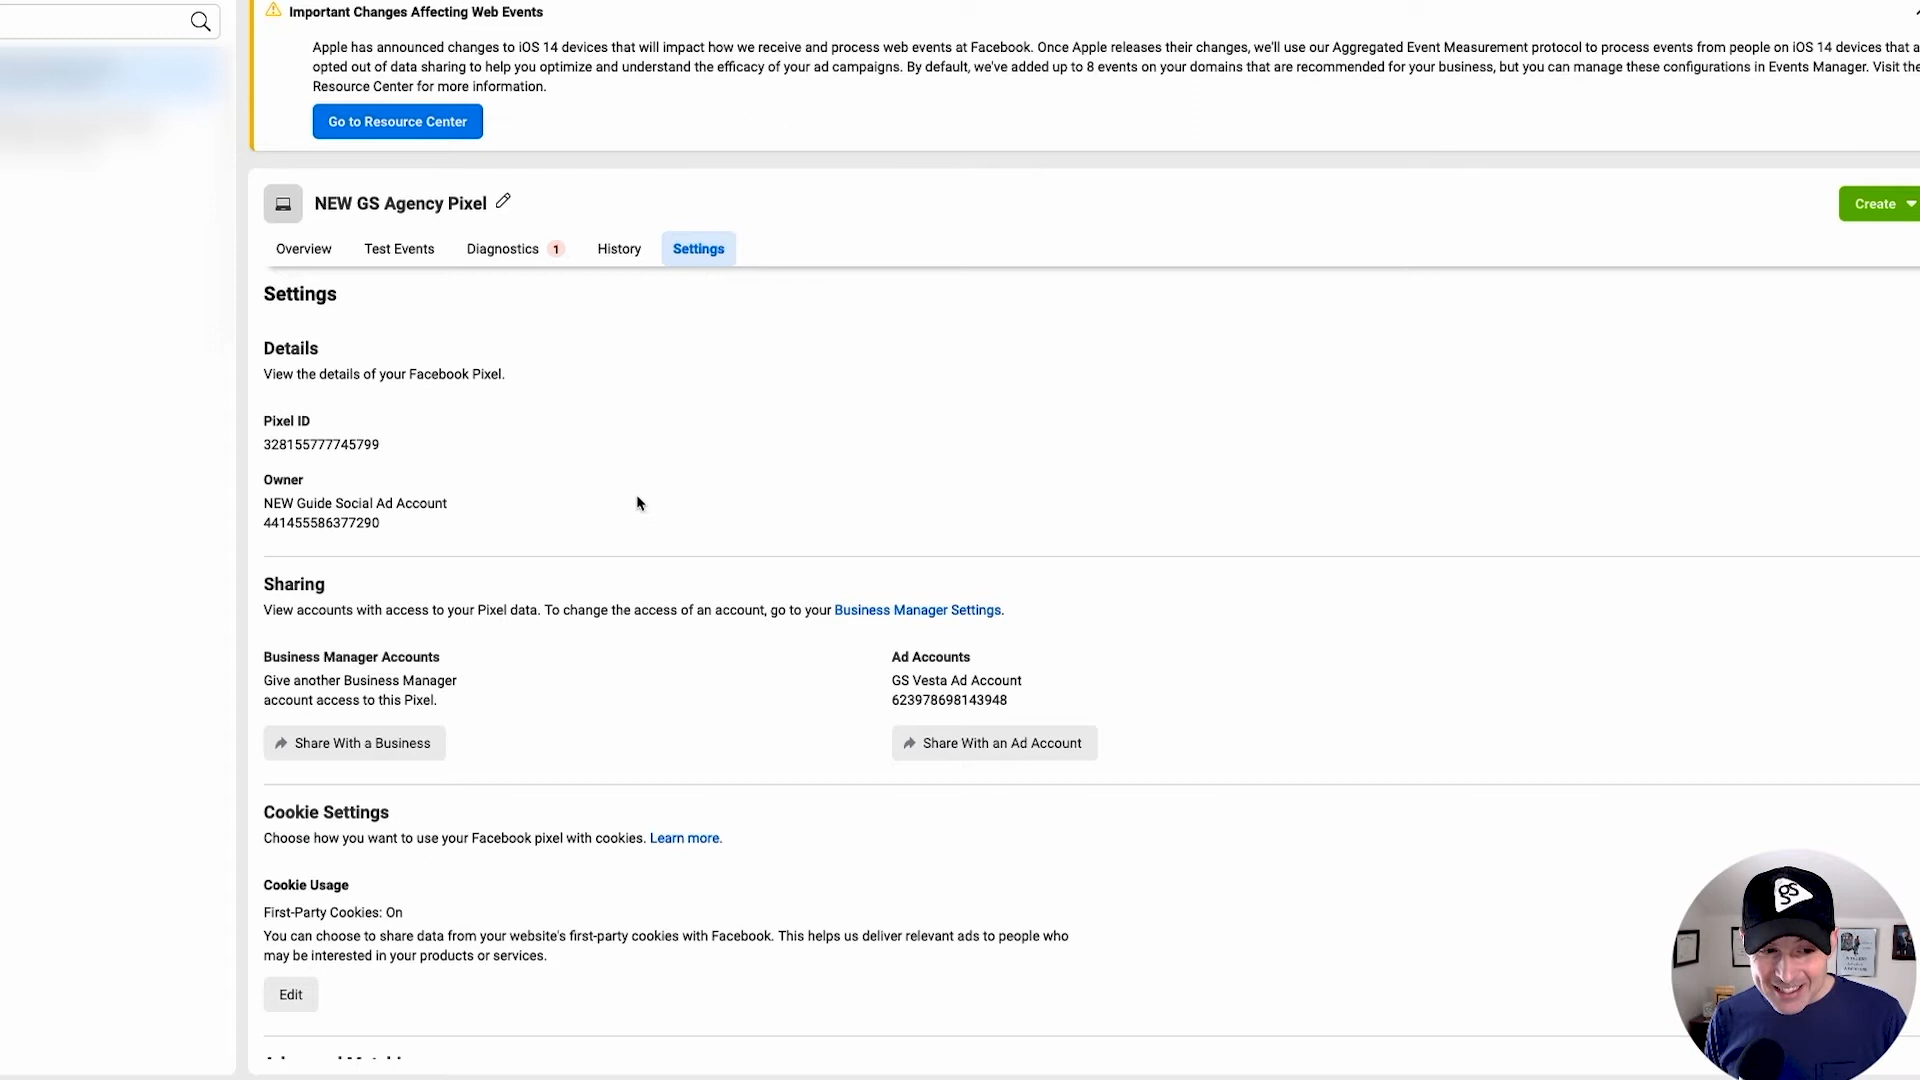 Important Changes Affecting Web Events
Apple has announced changes to iOS 14 devices that will impact how we receive and process web events at Facebook. Once Apple releases their changes, we'll use our Aggregated Event Measurement protocol to process events from people on iOS 14 devices that a
opted out of data sharing to help you optimize and understand the efficacy of your ad campaigns. By default, we've added up to 8 events on your domains that are recommended for your business, but you can manage these configurations in Events Manager. Visit the
Resource Center for more information.
Go to Resource Center
NEW GS Agency Pixel
Create
Overview Test Events Diagnostics 1 History Settings
Settings
Details
View the details of your Facebook Pixel.
Pixel ID
328155777745799
Owner
NEW Guide Social Ad Account
441455586377290
Sharing
View accounts with access to your Pixel data. To change the access of an account, go to your Business Manager Settings.
Business Manager Accounts
Give another Business Manager
account access to this Pixel.
Share With a Business
Ad Accounts
GS Vesta Ad Account
623978698143948
Share With an Ad Account
Cookie Settings
Choose how you want to use your Facebook pixel with cookies. Learn more.
Cookie Usage
First-Party Cookies: On
You can choose to share data from your website's first-party cookies with Facebook. This helps us deliver relevant ads to people who
may be interested in your products or services.
Edit
gs